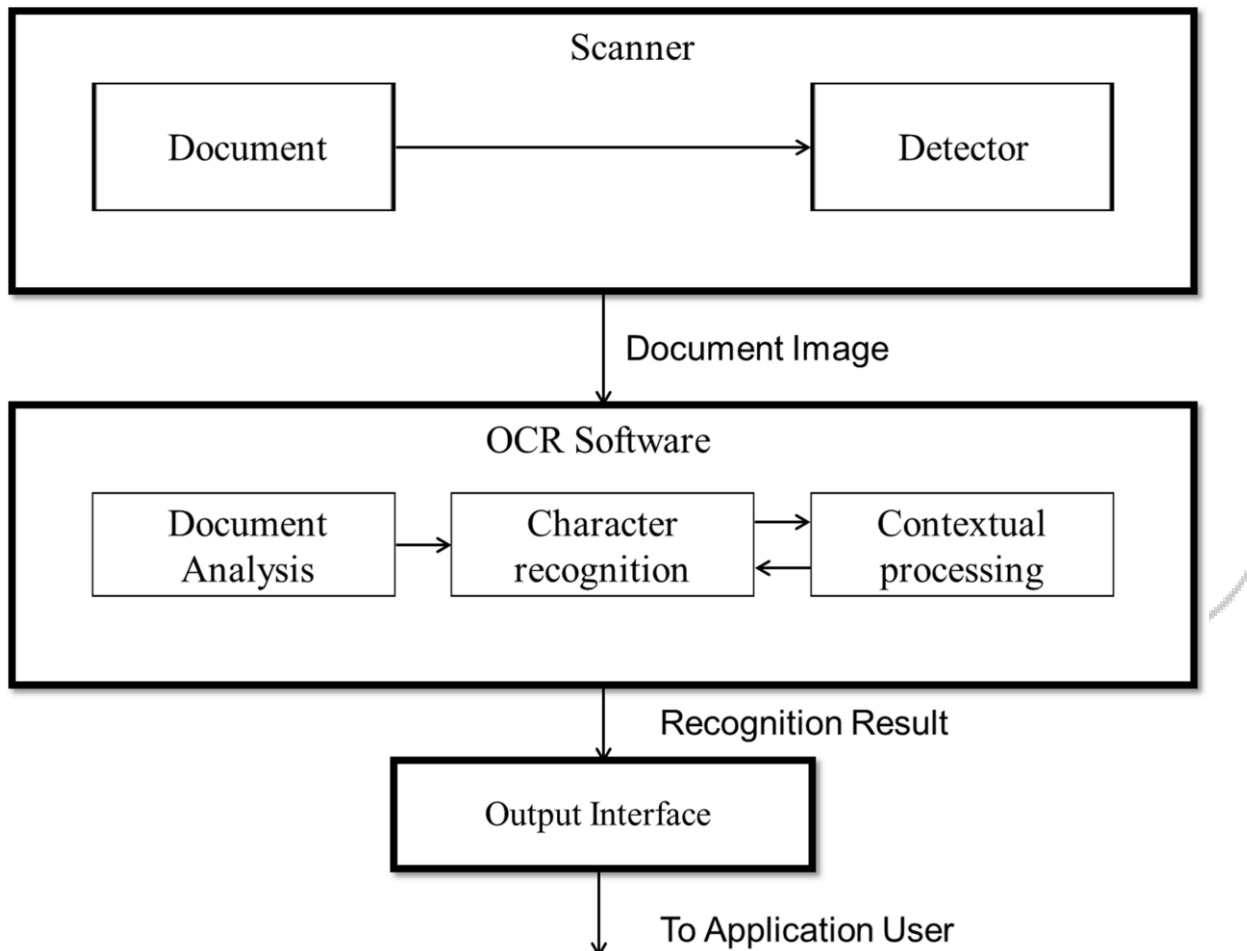 Scanner
Document
Detector
Document Image
OCR Software
Document
Analysis
Character
recognition
Contextual
processing
Recognition Result
Output Interface
To Application User